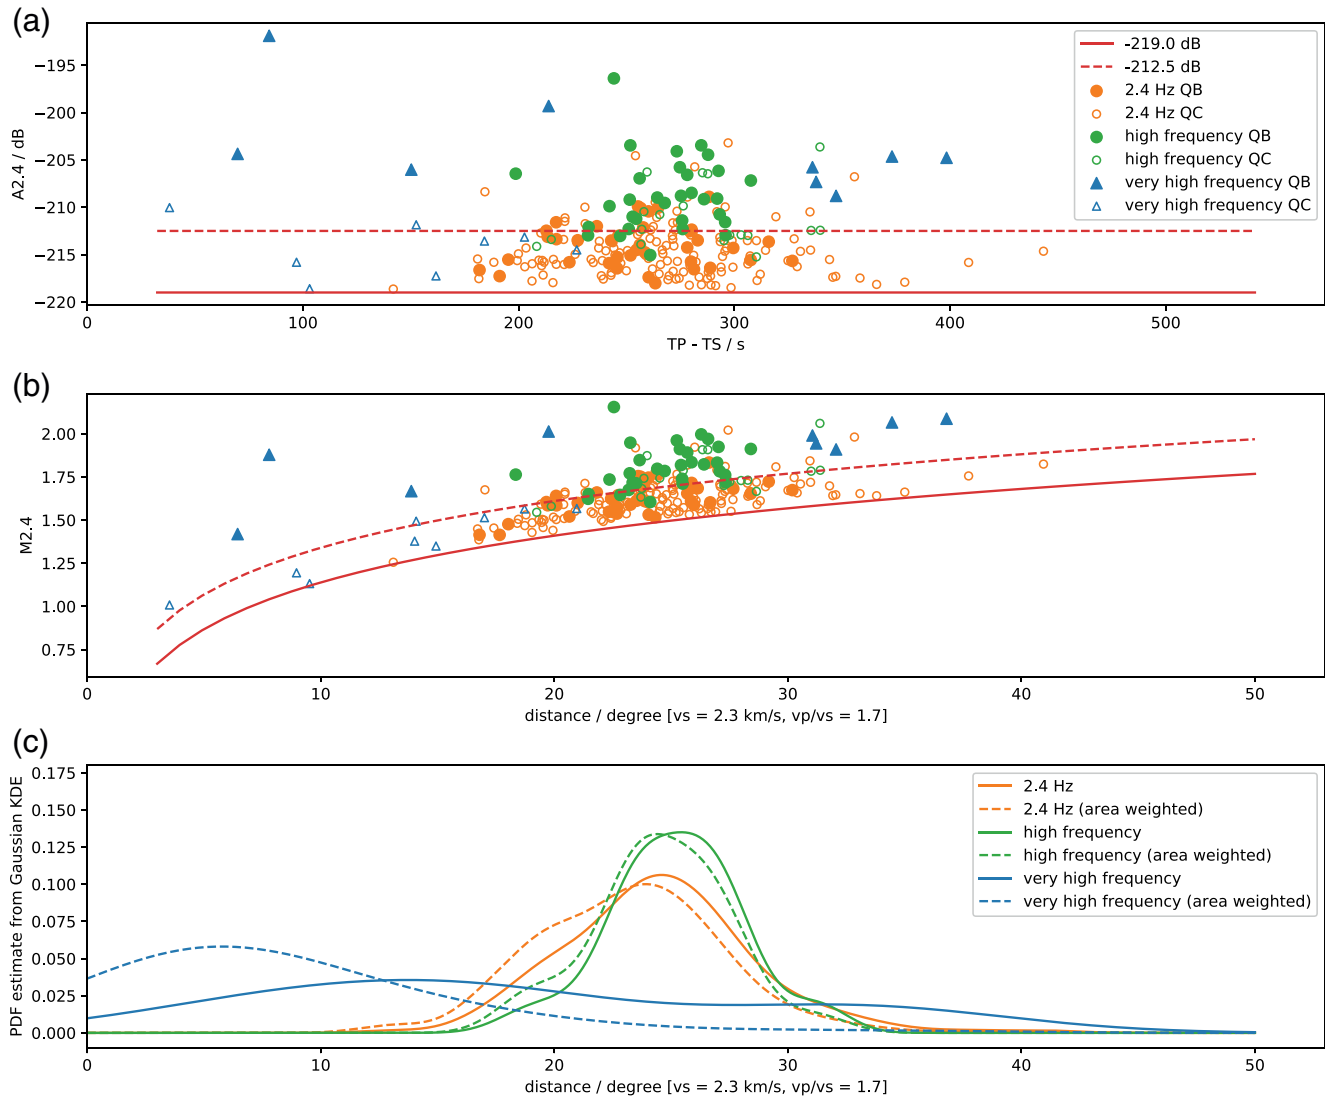 (a)
A2.4 / dB
−195
−200
−205
−210
−215
−220
-219.0 dB
-212.5 dB
2.4 Hz QB
2.4 Hz QC
high frequency QB
high frequency QC
very high frequency QB
very high frequency QC
0 100 200 300 400 500
TP - TS / s
(b)
M2.4
2.00
1.75
1.50
1.25
1.00
0.75
0 10 20 30 40 50
distance / degree [vs = 2.3 km/s, vp/vs = 1.7]
(c)
PDF estimate from Gaussian KDE
0.175
0.150
0.125
0.100
0.075
0.050
0.025
0.000
2.4 Hz
2.4 Hz (area weighted)
high frequency
high frequency (area weighted)
very high frequency
very high frequency (area weighted)
0 10 20 30 40 50
distance / degree [vs = 2.3 km/s, vp/vs = 1.7]